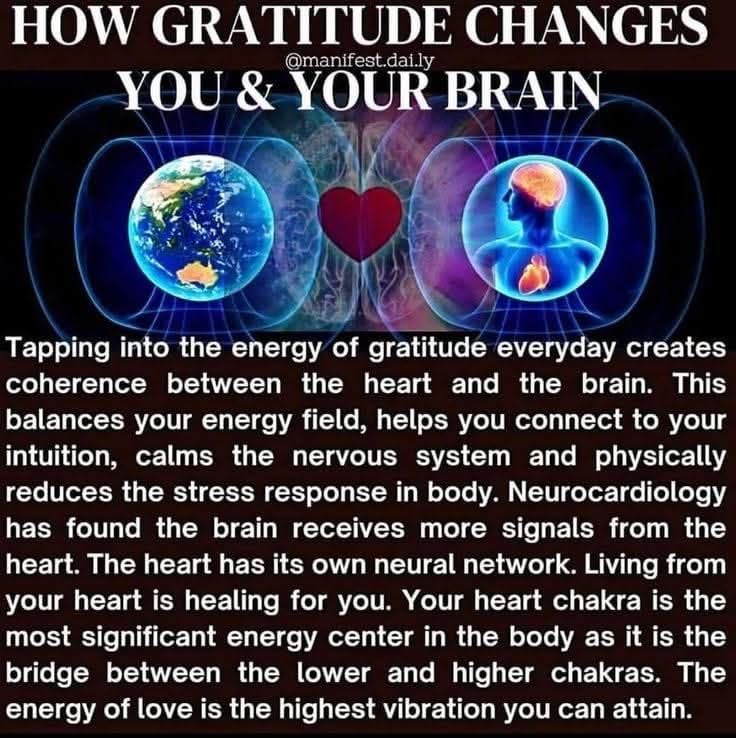 HOW GRATITUDE CHANGES
@manifest.dai.ly
YOU & YOUR BRAIN
Tapping into the energy of gratitude everyday creates
coherence between the heart and the brain. This
balances your energy field, helps you connect to your
intuition, calms the nervous system and physically
reduces the stress response in body. Neurocardiology
has found the brain receives more signals from the
heart. The heart has its own neural network. Living from
your heart is healing for you. Your heart chakra is the
most significant energy center in the body as it is the
bridge between the lower and higher chakras. The
energy of love is the highest vibration you can attain.